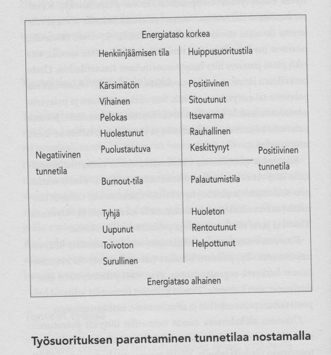 Energiataso korkea
Henkiinjäämisen tila
Huippusuoritustila
Kärsimätön
Vihainen
Pelokas
Huolestunut
Puolustautuva
Positiivinen
Sitoutunut
Itsevarma
Rauhallinen
Keskittynyt
Negatiivinen
tunnetila
Positiivinen
tunnetila
Burnout-tila
Palautumistila
Tyhjä
Uupunut
Toivoton
Surullinen
Huoleton
Rentoutunut
Helpottunut
Energiataso alhainen
Työsuorituksen parantaminen tunnetilaa nostamalla